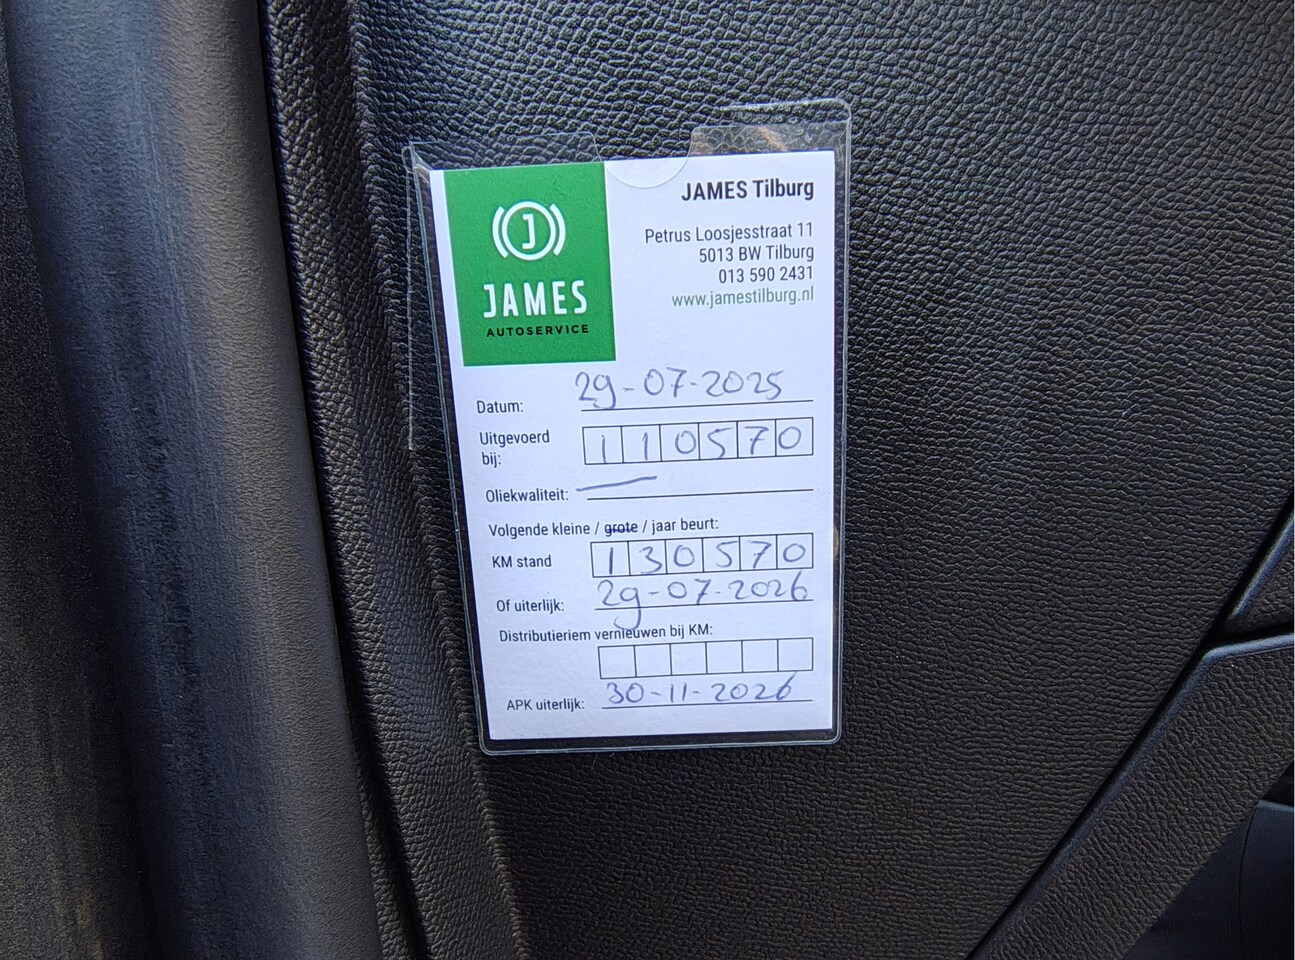 J
JAMES
AUTOSERVICE
JAMES Tilburg
Petrus Loosjesstraat 11
5013 BW Tilburg
013 590 2431
www.jamestilburg.nl
Datum: 29-07-2025
Uitgevoerd bij: 110570
Oliekwaliteit: —
Volgende kleine / grote / jaar beurt:
KM stand 130570
Of uiterlijk: 29-07-2026
Distributieriem vernieuwen bij KM:
APK uiterlijk: 30-11-2026